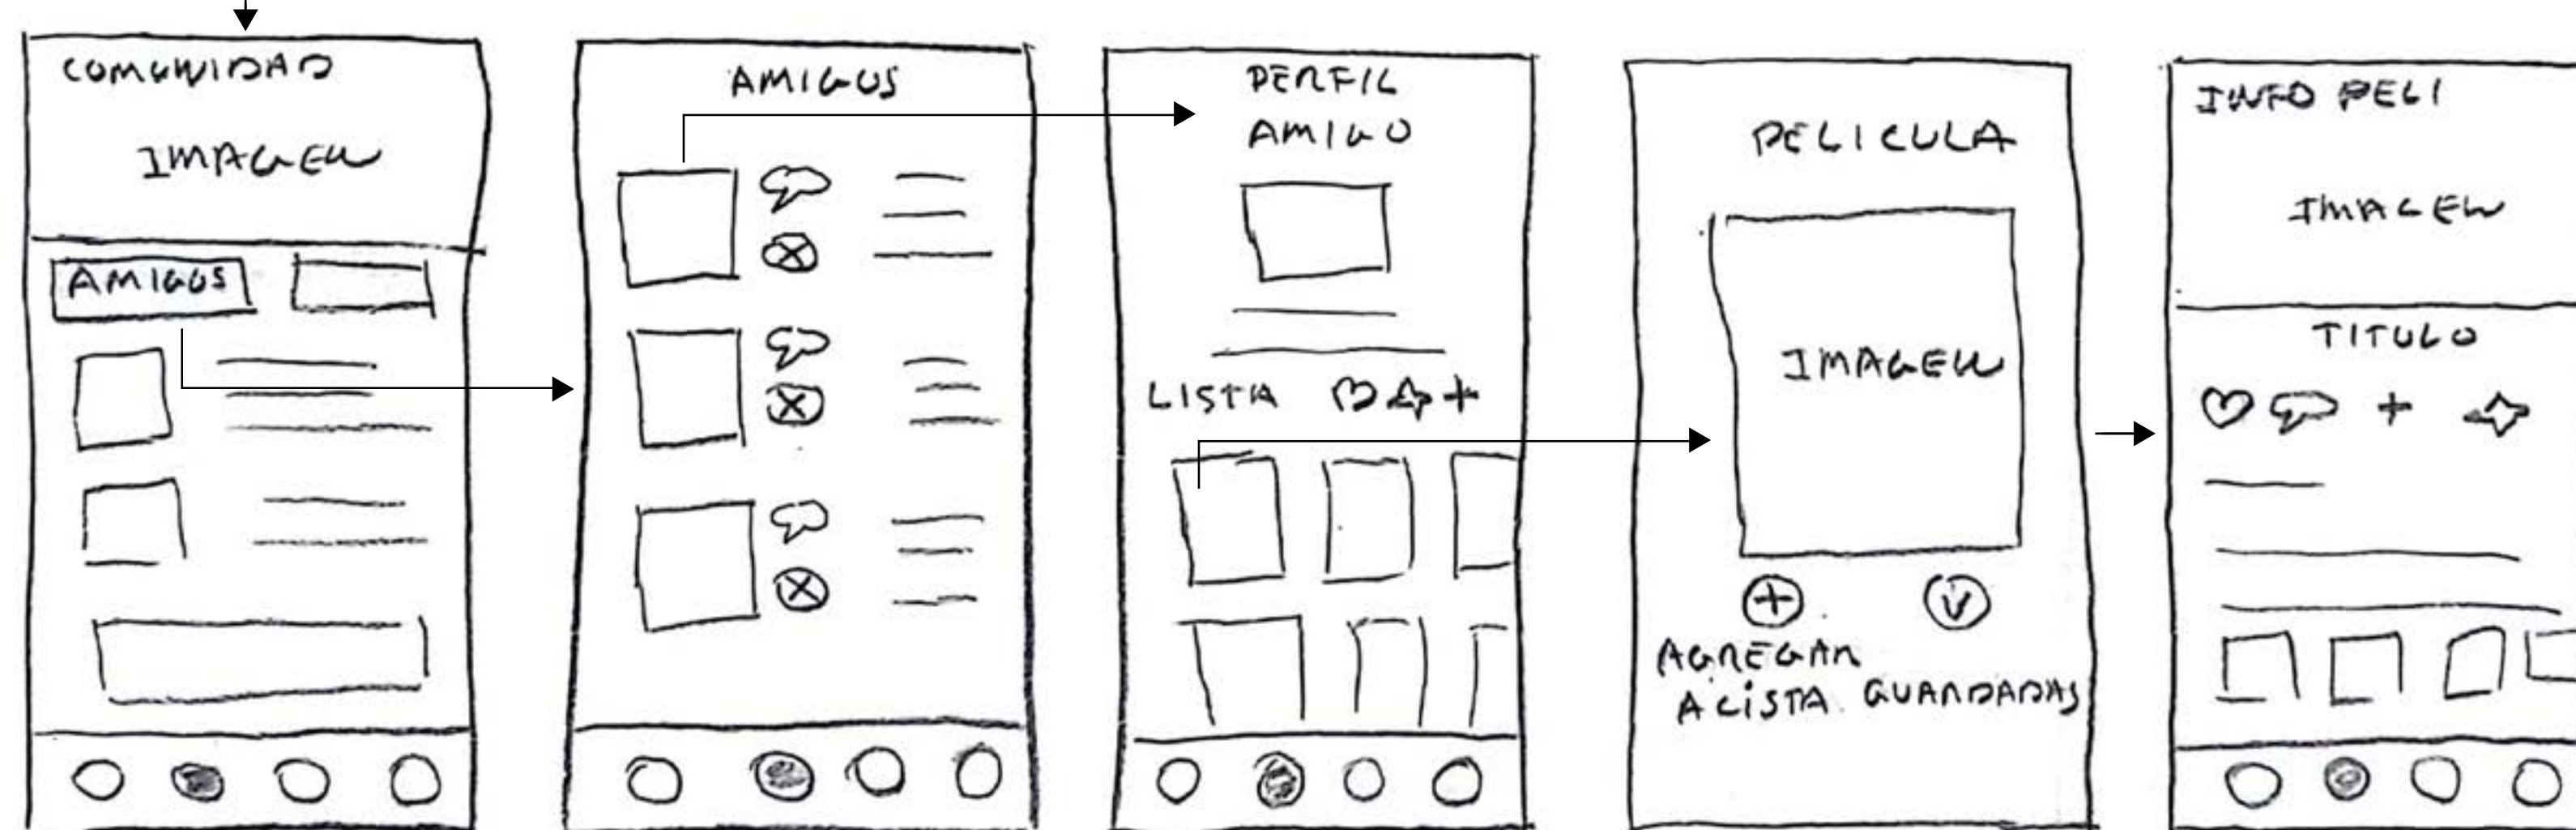 COMUNIDAD
IMAGEN
AMIGOS
AMIGOS
PERFIL
AMIGO
LISTA
PELICULA
IMAGEN
AGREGAR
A LISTA
GUARDADAS
INFO PELI
IMAGEN
TITULO